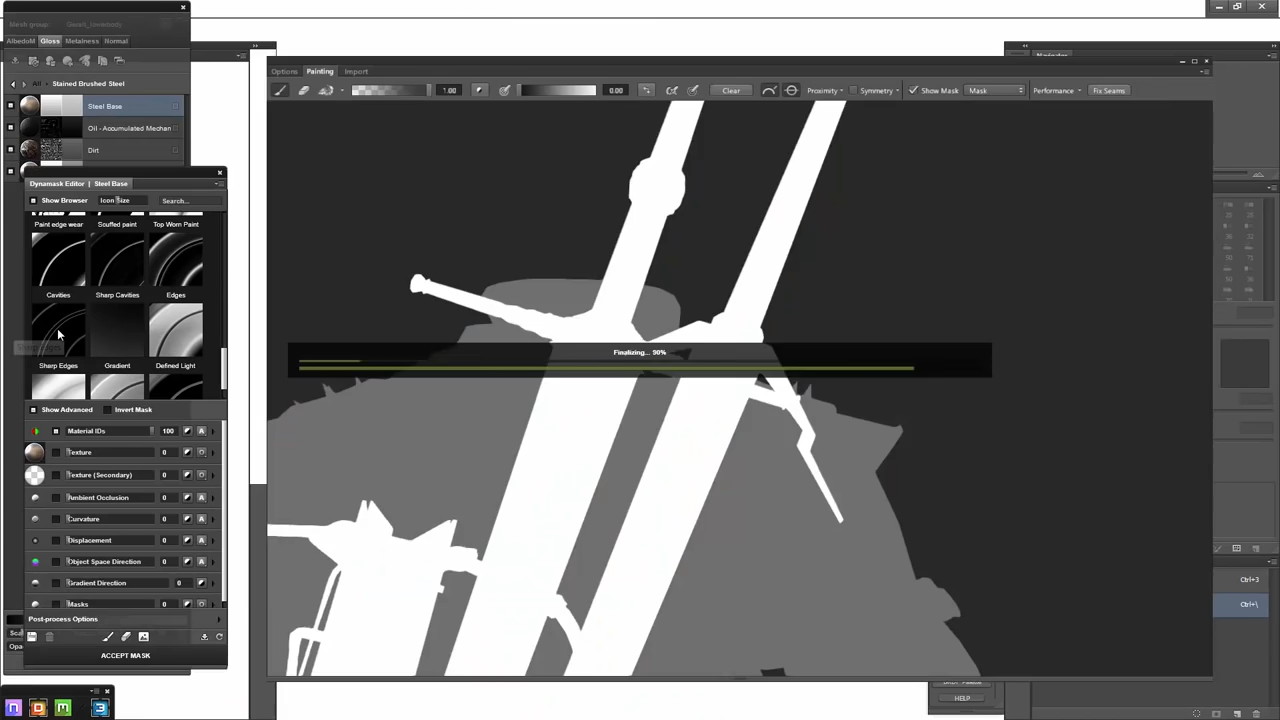 Mesh group:
AlbedoM Gloss Metalness Normal
All Stained Brushed Steel
Steel Base
Oil - Accumulated Mechan
Dirt
Dynamask Editor | Steel Base
Show Browser Icon Size Search...
Paint edge wear Scuffed paint Top Worn Paint
Cavities Sharp Cavities Edges
Sharp Edges Gradient Defined Light
Show Advanced Invert Mask
Material IDs 100
Texture 0
Texture (Secondary) 0
Ambient Occlusion 0
Curvature 0
Displacement 0
Object Space Direction 0
Gradient Direction 0
Masks 0
Post-process Options
ACCEPT MASK
Options Painting Import
1.00 0.00 Clear Proximity Symmetry Show Mask Mask Performance Fix Seams
Finalizing... 90%
Navigator
Ctrl+3
Ctrl+\
HELP